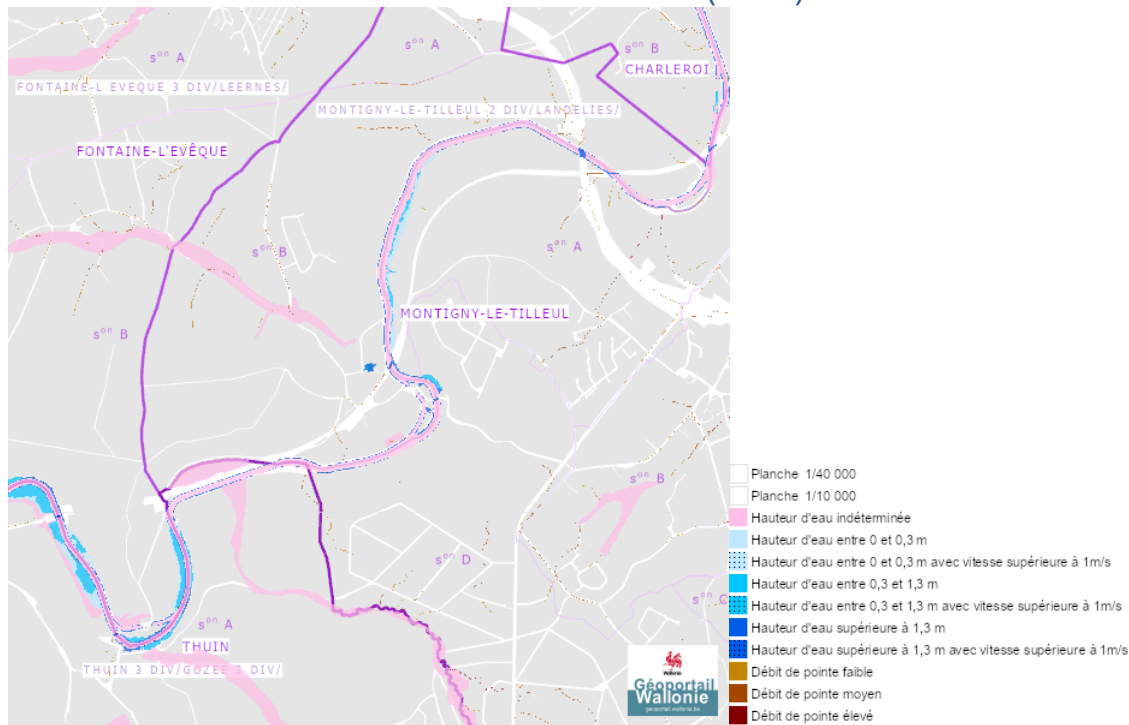 sᵒⁿ A
sᵒⁿ B
CHARLEROI
FONTAINE-L EVEQUE 3 DIV/LEERNES/
MONTIGNY-LE-TILLEUL 2 DIV/LANDELIES/
FONTAINE-L'EVÊQUE
sᵒⁿ B
sᵒⁿ A
MONTIGNY-LE-TILLEUL
sᵒⁿ B
sᵒⁿ B
sᵒⁿ D
sᵒⁿ C
sᵒⁿ A
THUIN
THUIN 3 DIV/GOZEE 2 DIV/
Wallonie
Géoportail
Wallonie
geoportail.wallonie.be
Planche 1/40 000
Planche 1/10 000
Hauteur d'eau indéterminée
Hauteur d'eau entre 0 et 0,3 m
Hauteur d'eau entre 0 et 0,3 m avec vitesse supérieure à 1m/s
Hauteur d'eau entre 0,3 et 1,3 m
Hauteur d'eau entre 0,3 et 1,3 m avec vitesse supérieure à 1m/s
Hauteur d'eau supérieure à 1,3 m
Hauteur d'eau supérieure à 1,3 m avec vitesse supérieure à 1m/s
Débit de pointe faible
Débit de pointe moyen
Débit de pointe élevé